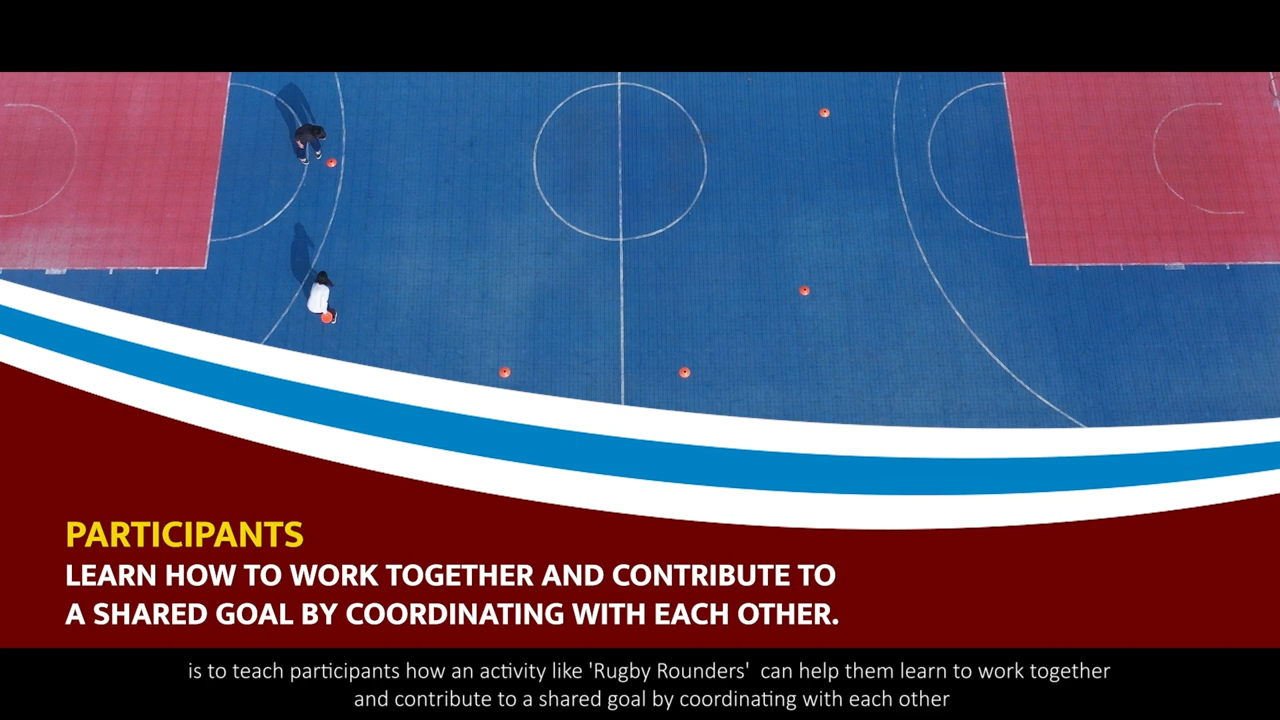 PARTICIPANTS
LEARN HOW TO WORK TOGETHER AND CONTRIBUTE TO
A SHARED GOAL BY COORDINATING WITH EACH OTHER.
is to teach participants how an activity like 'Rugby Rounders'  can help them learn to work together
and contribute to a shared goal by coordinating with each other